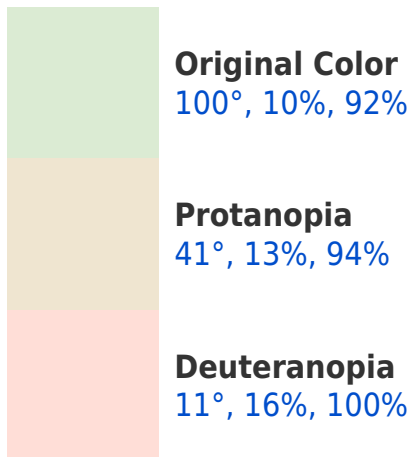 Original Color
100°, 10%, 92%
Protanopia
41°, 13%, 94%
Deuteranopia
11°, 16%, 100%